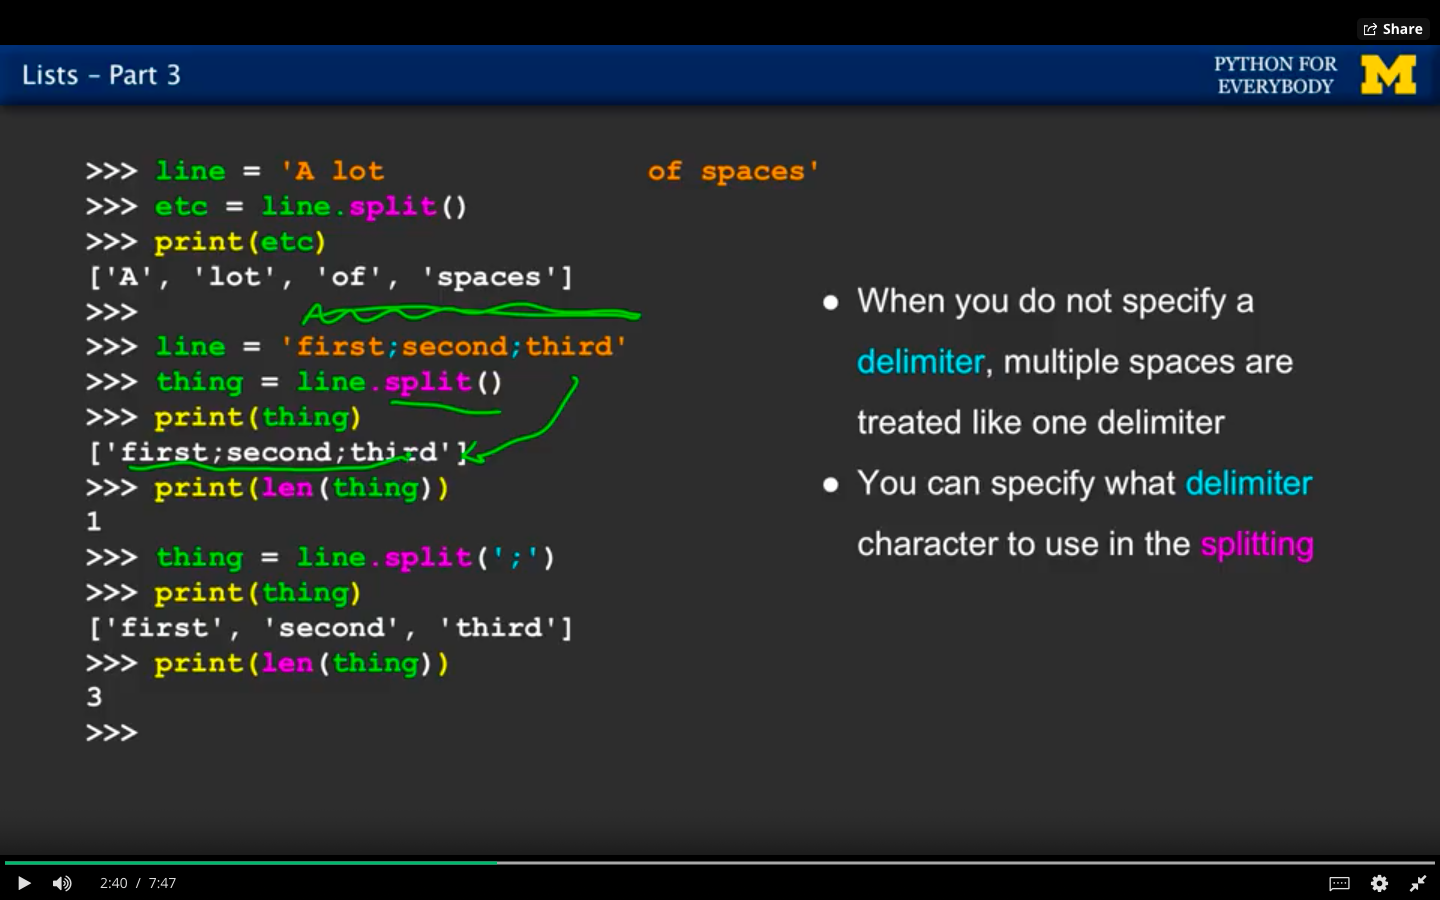 Share
Lists – Part 3
PYTHON FOR
EVERYBODY
>>> line = 'A lot               of spaces'
>>> etc = line.split()
>>> print(etc)
['A', 'lot', 'of', 'spaces']
>>>
>>> line = 'first;second;third'
>>> thing = line.split()
>>> print(thing)
['first;second;third']
>>> print(len(thing))
1
>>> thing = line.split(';')
>>> print(thing)
['first', 'second', 'third']
>>> print(len(thing))
3
>>>
● When you do not specify a
delimiter, multiple spaces are
treated like one delimiter
● You can specify what delimiter
character to use in the splitting
2:40 / 7:47